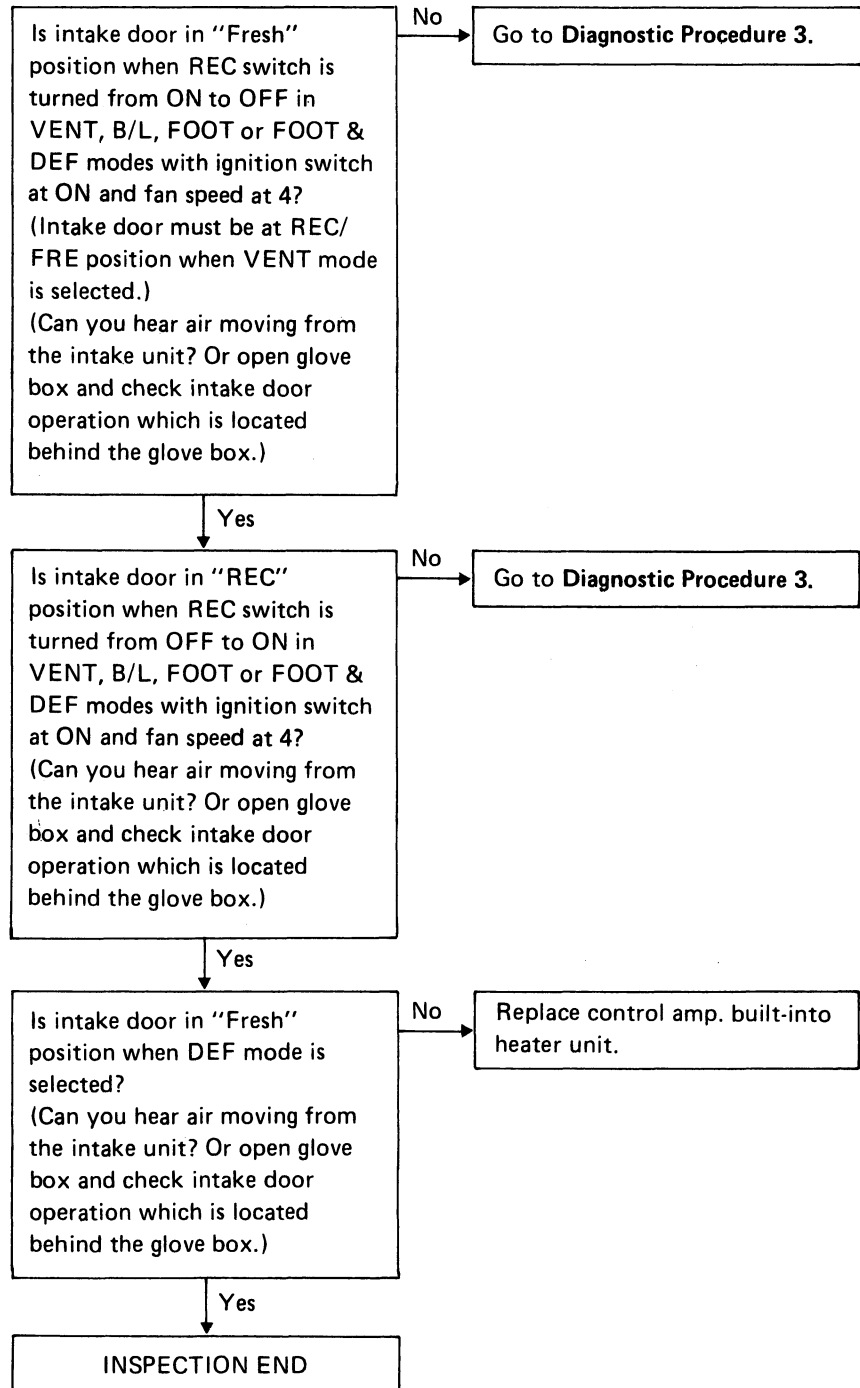 Is intake door in "Fresh"
position when REC switch is
turned from ON to OFF in
VENT, B/L, FOOT or FOOT &
DEF modes with ignition switch
at ON and fan speed at 4?
(Intake door must be at REC/
FRE position when VENT mode
is selected.)
(Can you hear air moving from
the intake unit? Or open glove
box and check intake door
operation which is located
behind the glove box.)
No
Go to Diagnostic Procedure 3.
Yes
Is intake door in "REC"
position when REC switch is
turned from OFF to ON in
VENT, B/L, FOOT or FOOT &
DEF modes with ignition switch
at ON and fan speed at 4?
(Can you hear air moving from
the intake unit? Or open glove
box and check intake door
operation which is located
behind the glove box.)
No
Go to Diagnostic Procedure 3.
Yes
Is intake door in "Fresh"
position when DEF mode is
selected?
(Can you hear air moving from
the intake unit? Or open glove
box and check intake door
operation which is located
behind the glove box.)
No
Replace control amp. built-into
heater unit.
Yes
INSPECTION END